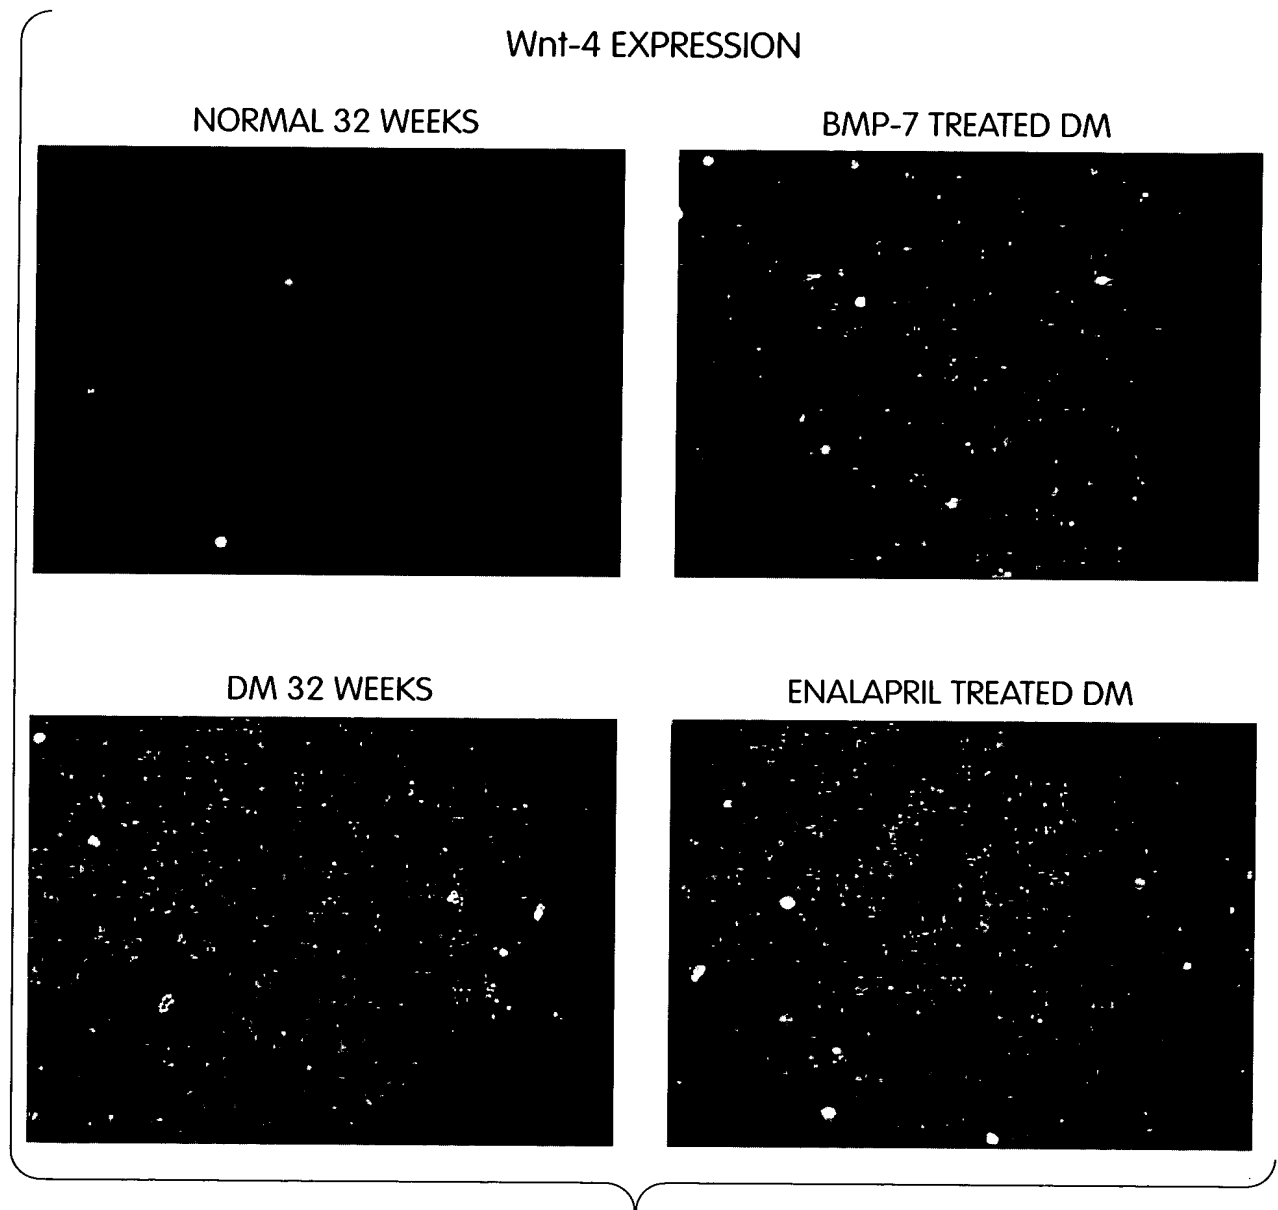 Wnt-4 EXPRESSION
NORMAL 32 WEEKS
BMP-7 TREATED DM
DM 32 WEEKS
ENALAPRIL TREATED DM